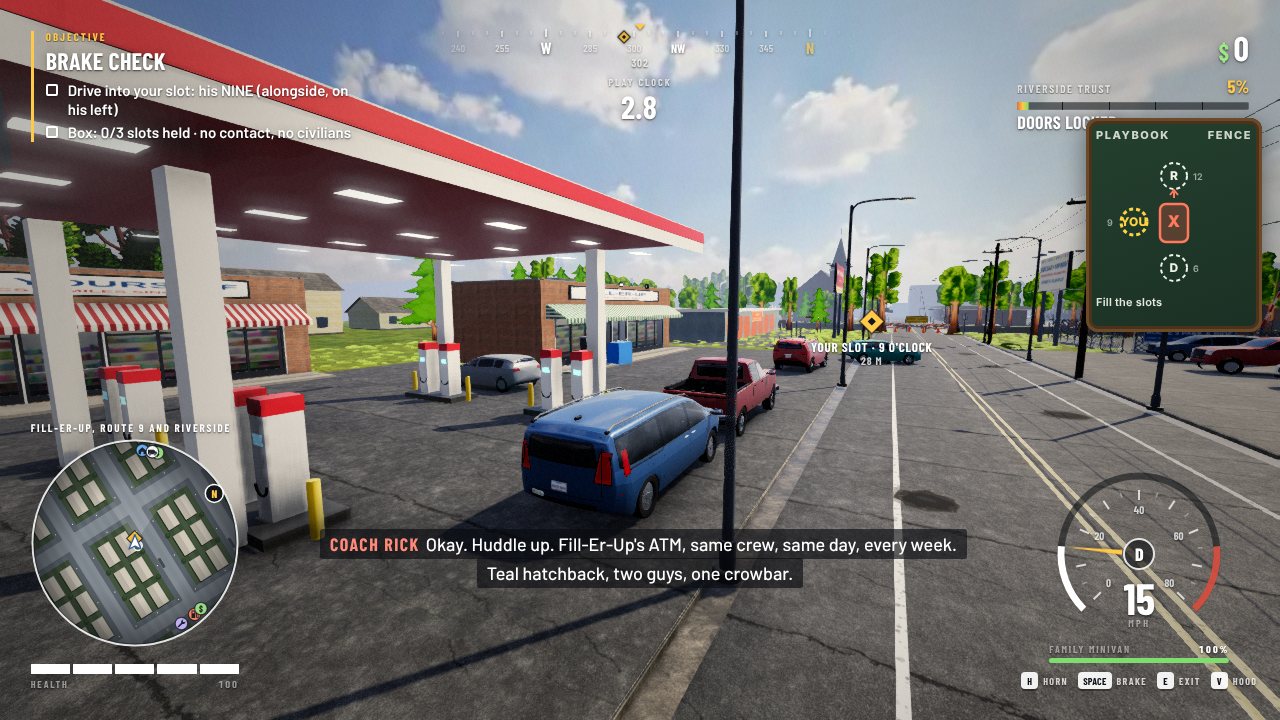 OBJECTIVE
BRAKE CHECK
Drive into your slot: his NINE (alongside, on
his left)
Box: 0/3 slots held · no contact, no civilians
240 255 W 285 300 NW 330 345 N
302
PLAY CLOCK
2.8
$0
RIVERSIDE TRUST 5%
DOORS LOCKED
PLAYBOOK FENCE
R 12
9 YOU X
D 6
Fill the slots
YOUR SLOT · 9 O'CLOCK
28 M
FILL-ER-UP, ROUTE 9 AND RIVERSIDE
N
COACH RICK Okay. Huddle up. Fill-Er-Up's ATM, same crew, same day, every week.
Teal hatchback, two guys, one crowbar.
HEALTH 100
0 20 40 60 80
D
15
MPH
FAMILY MINIVAN 100%
H HORN SPACE BRAKE E EXIT V HOOD